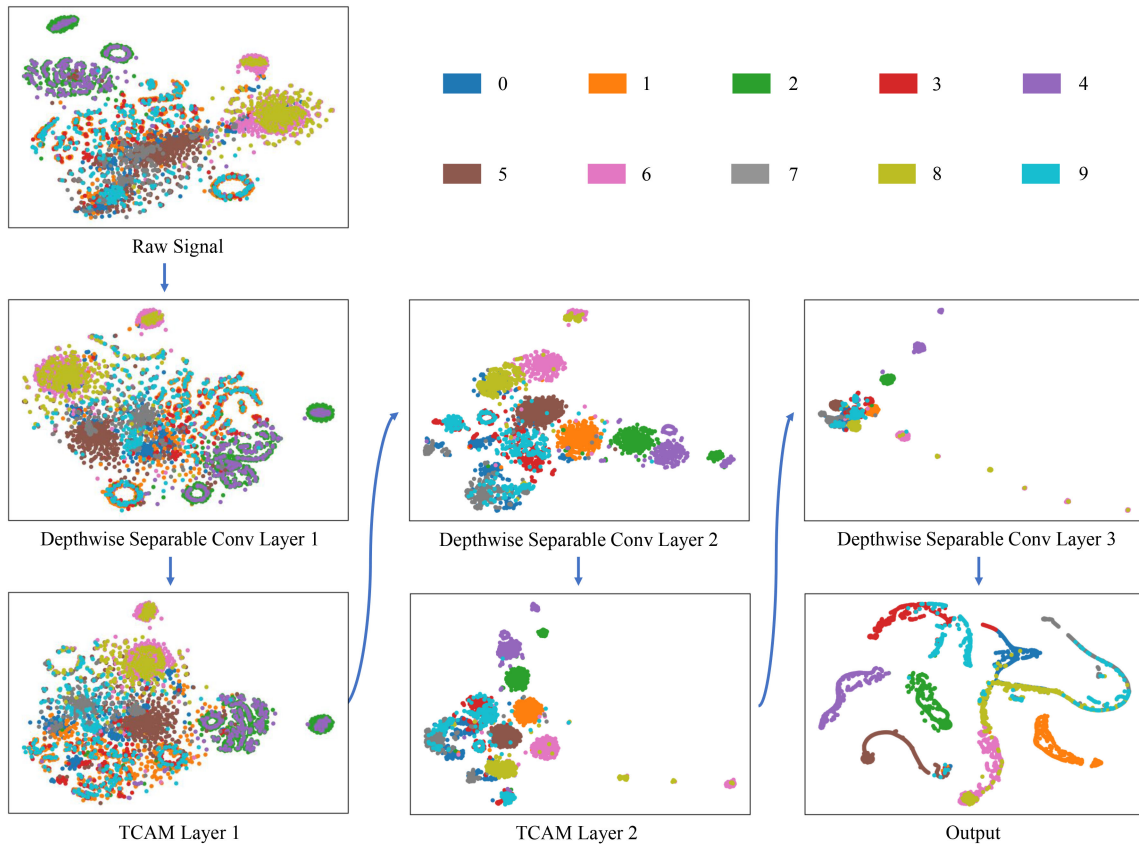 0 1 2 3 4
5 6 7 8 9
Raw Signal
Depthwise Separable Conv Layer 1
Depthwise Separable Conv Layer 2
Depthwise Separable Conv Layer 3
TCAM Layer 1
TCAM Layer 2
Output